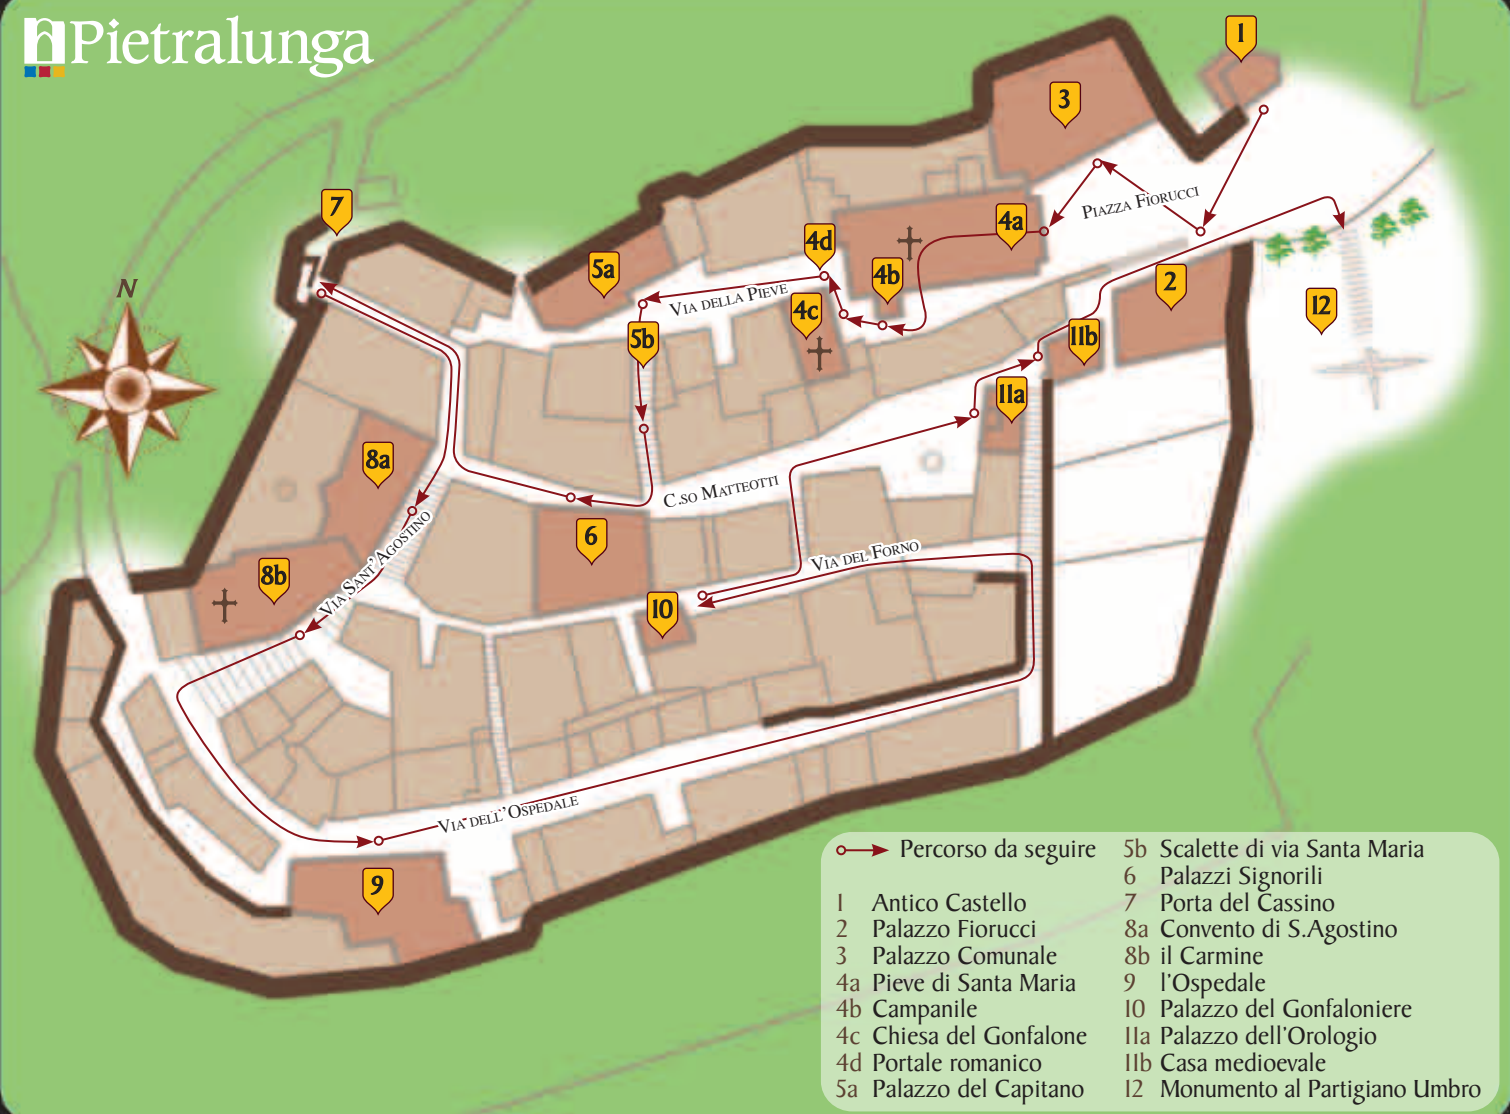 Pietralunga
1
3
7
4a
4d
PIAZZA FIORUCCI
5a
4b
2
VIA DELLA PIEVE
4c
12
N
5b
11b
11a
8a
C.SO MATTEOTTI
6
VIA SANT'AGOSTINO
VIA DEL FORNO
8b
10
VIA DELL'OSPEDALE
9
Percorso da seguire
1 Antico Castello
2 Palazzo Fiorucci
3 Palazzo Comunale
4a Pieve di Santa Maria
4b Campanile
4c Chiesa del Gonfalone
4d Portale romanico
5a Palazzo del Capitano
5b Scalette di via Santa Maria
6 Palazzi Signorili
7 Porta del Cassino
8a Convento di S.Agostino
8b il Carmine
9 l'Ospedale
10 Palazzo del Gonfaloniere
11a Palazzo dell'Orologio
11b Casa medioevale
12 Monumento al Partigiano Umbro